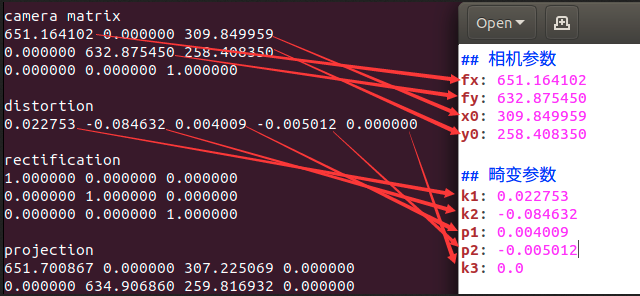 camera matrix
651.164102 0.000000 309.849959
0.000000 632.875450 258.408350
0.000000 0.000000 1.000000
distortion
0.022753 -0.084632 0.004009 -0.005012 0.000000
rectification
1.000000 0.000000 0.000000
0.000000 1.000000 0.000000
0.000000 0.000000 1.000000
projection
651.700867 0.000000 307.225069 0.000000
0.000000 634.906860 259.816932 0.000000
Open
## 相机参数
fx: 651.164102
fy: 632.875450
x0: 309.849959
y0: 258.408350
## 畸变参数
k1: 0.022753
k2: -0.084632
p1: 0.004009
p2: -0.005012
k3: 0.0